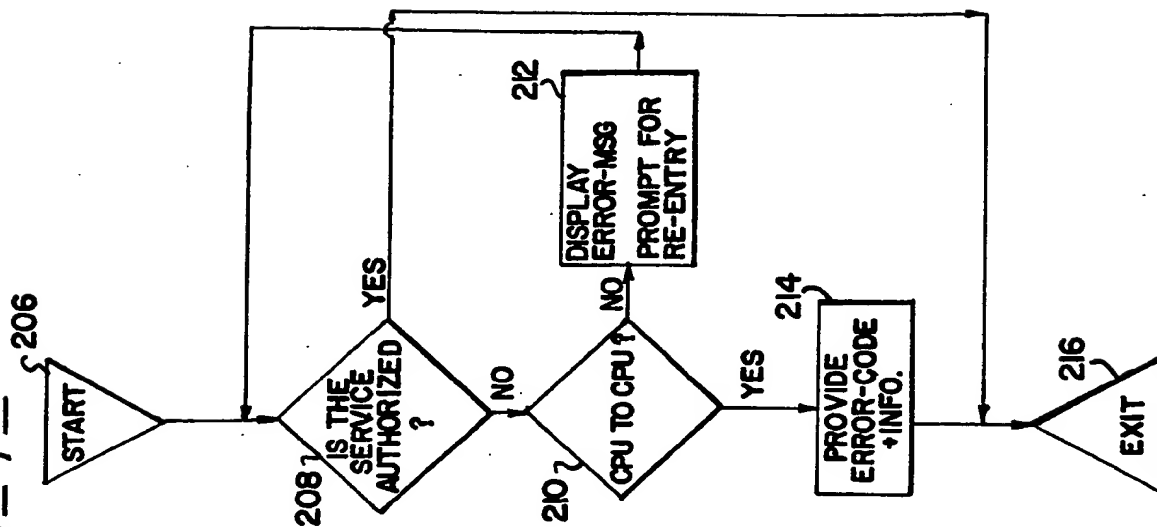 206
START
208
IS THE
SERVICE
AUTHORIZED
?
YES
NO
210
CPU TO CPU?
NO
212
DISPLAY
ERROR-MSG
PROMPT FOR
RE-ENTRY
YES
214
PROVIDE
ERROR-CODE
+INFO.
216
EXIT